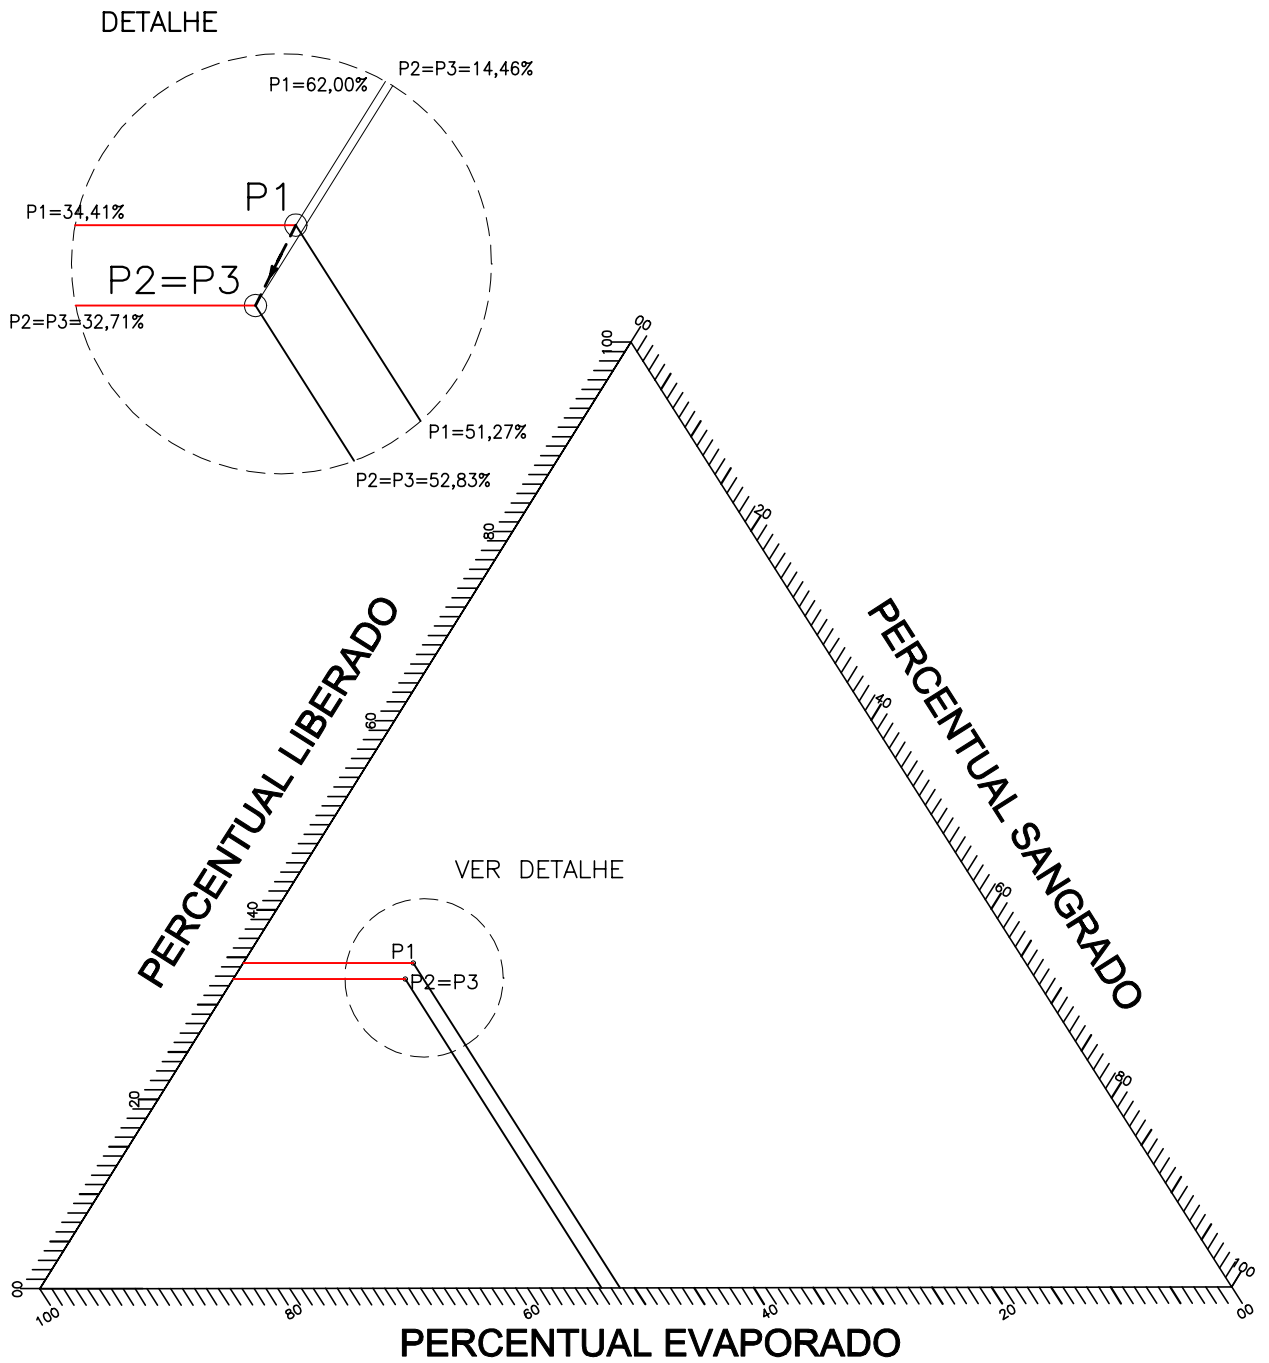 DETALHE
P1=62,00%
P2=P3=14,46%
P1
P1=34,41%
P2=P3
P2=P3=32,71%
P1=51,27%
P2=P3=52,83%
00
100
20
80
PERCENTUAL LIBERADO
PERCENTUAL SANGRADO
60
40
VER DETALHE
40
60
P1
P2=P3
20
80
00
100
100
80
60
40
20
00
PERCENTUAL EVAPORADO